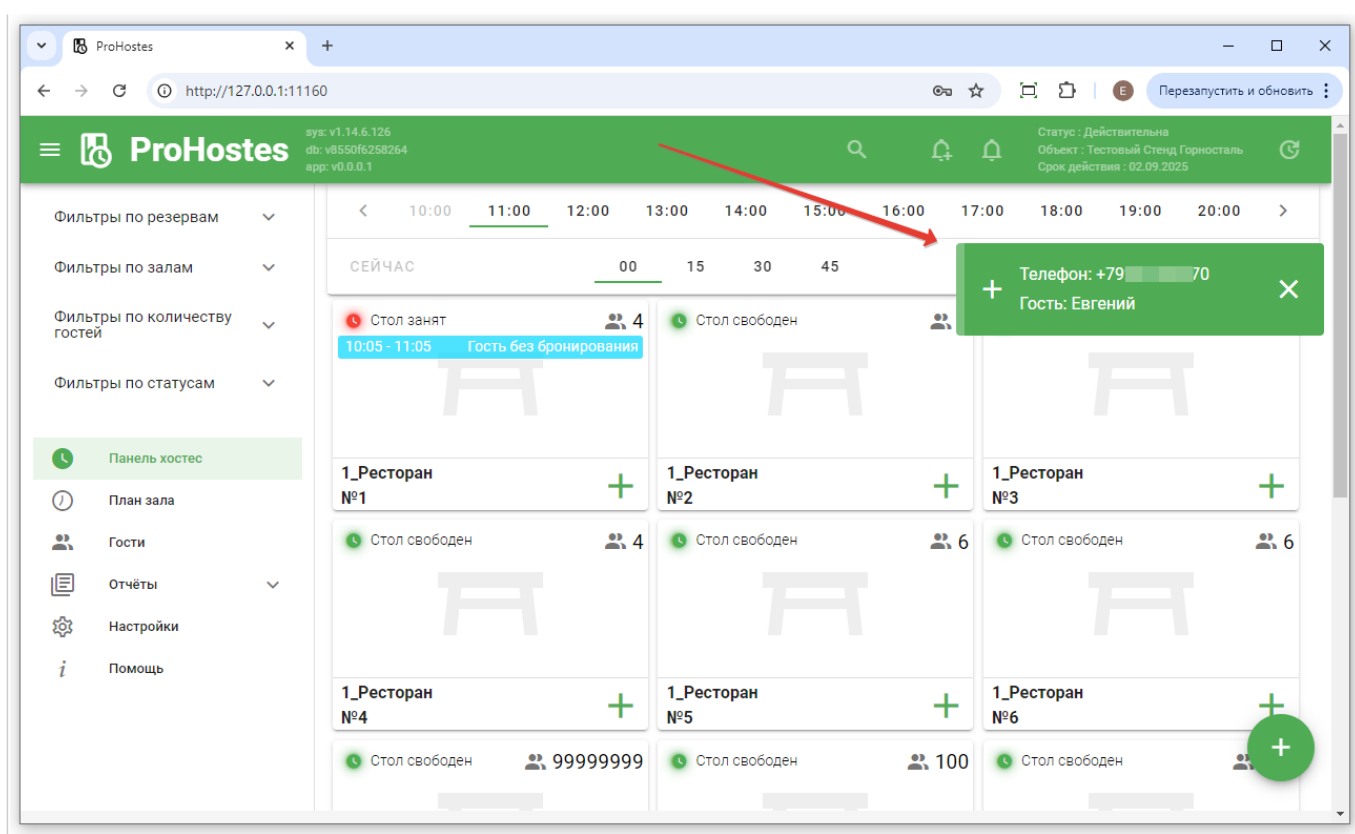 ProHostes
http://127.0.0.1:11160
E
Перезапустить и обновить
ProHostes
sys: v1.14.6.126
db: v8550f6258264
app: v0.0.0.1
Статус : Действительна
Объект : Тестовый Стенд Горносталь
Срок действия : 02.09.2025
Фильтры по резервам
Фильтры по залам
Фильтры по количеству
гостей
Фильтры по статусам
Панель хостес
План зала
Гости
Отчёты
Настройки
i Помощь
10:00 11:00 12:00 13:00 14:00 15:00 16:00 17:00 18:00 19:00 20:00
СЕЙЧАС 00 15 30 45
Телефон: +79 70
Гость: Евгений
Стол занят 4
10:05 - 11:05 Гость без бронирования
1_Ресторан
№1
Стол свободен
1_Ресторан
№2
1_Ресторан
№3
Стол свободен 4
1_Ресторан
№4
Стол свободен 6
1_Ресторан
№5
Стол свободен 6
1_Ресторан
№6
Стол свободен 99999999
Стол свободен 100
Стол свободен